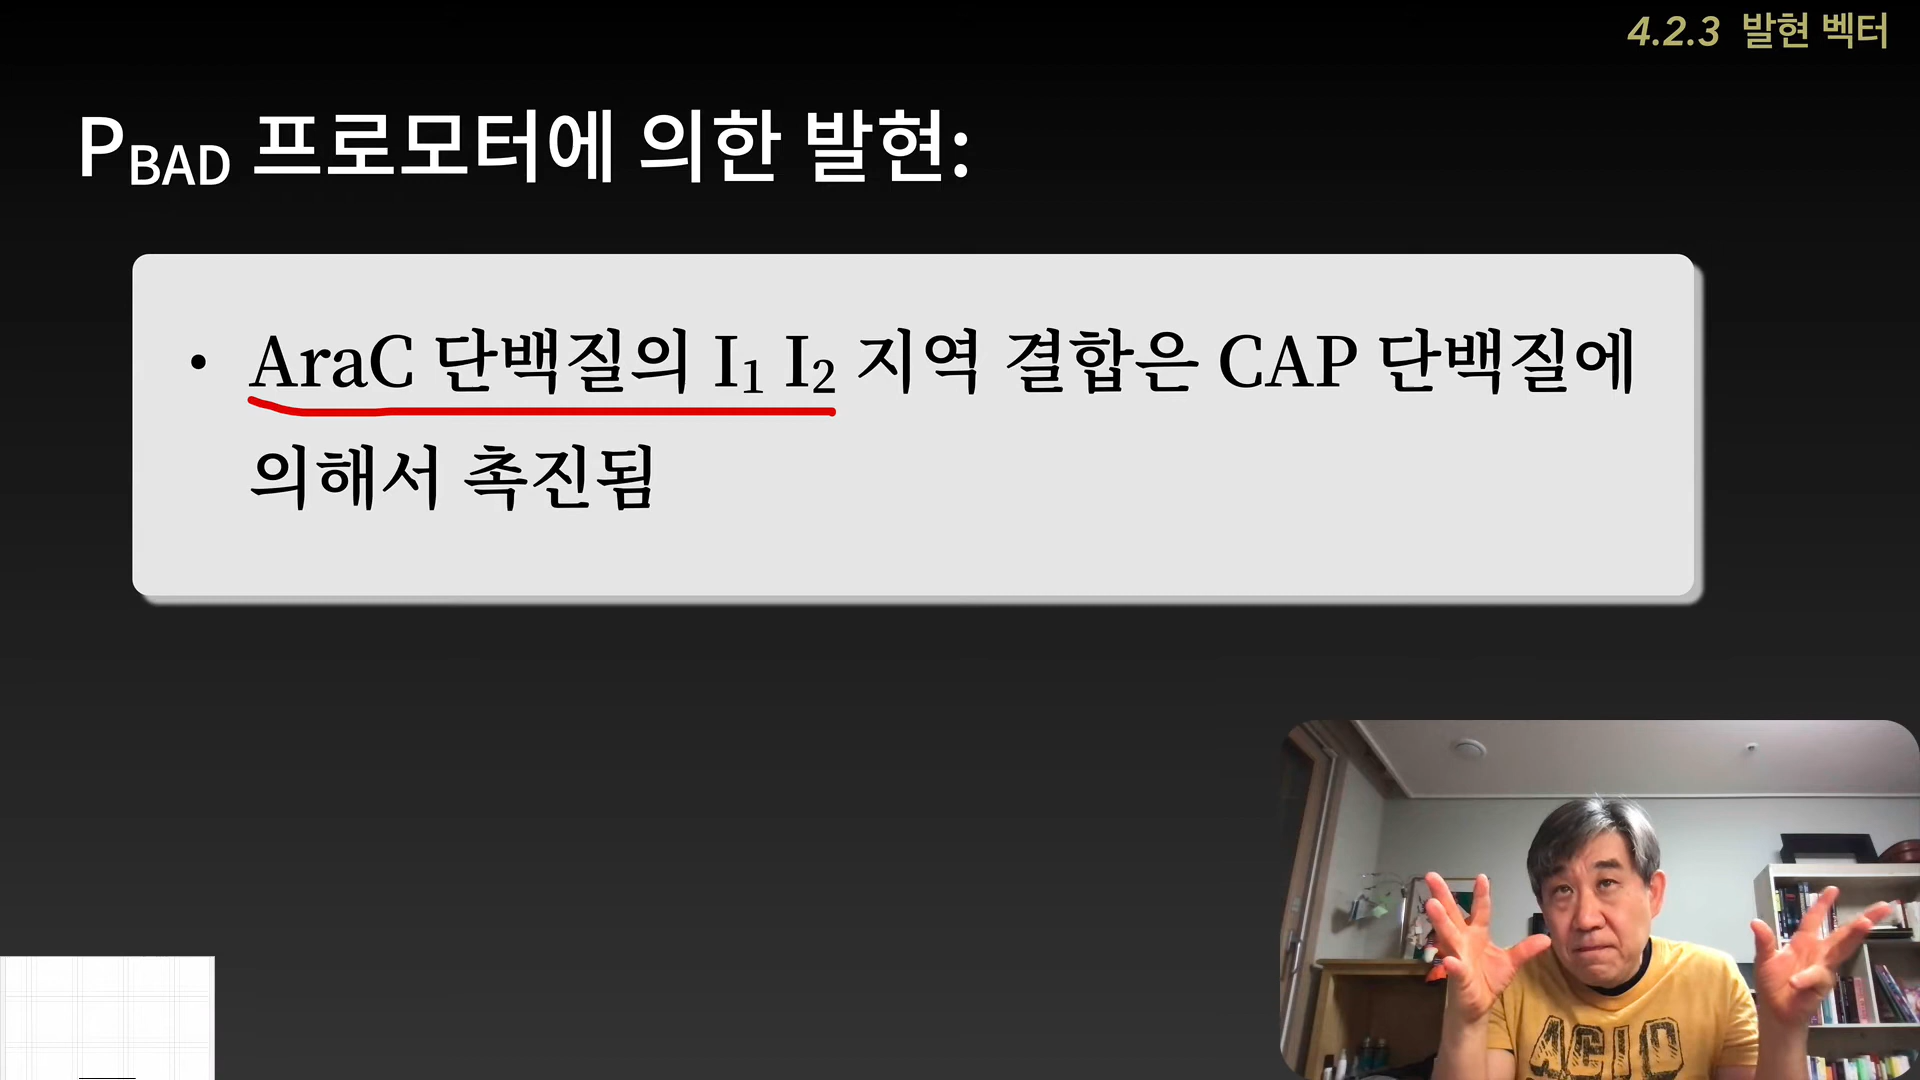 4.2.3 발현 벡터
PBAD 프로모터에 의한 발현:
• AraC 단백질의 I1 I2 지역 결합은 CAP 단백질에
의해서 촉진됨
ACID